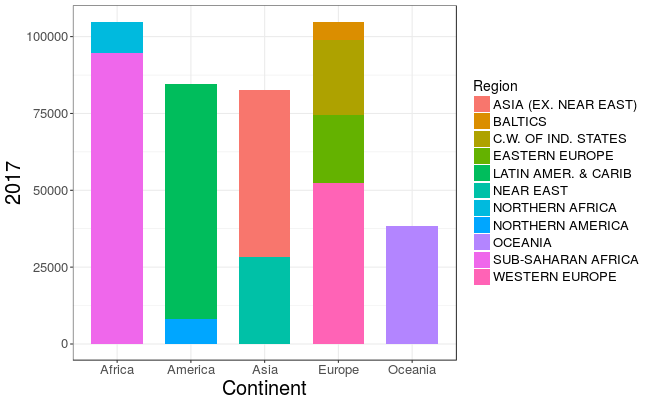 100000
75000
50000
25000
0
2017
Africa America Asia Europe Oceania
Continent
Region
ASIA (EX. NEAR EAST)
BALTICS
C.W. OF IND. STATES
EASTERN EUROPE
LATIN AMER. & CARIB
NEAR EAST
NORTHERN AFRICA
NORTHERN AMERICA
OCEANIA
SUB-SAHARAN AFRICA
WESTERN EUROPE